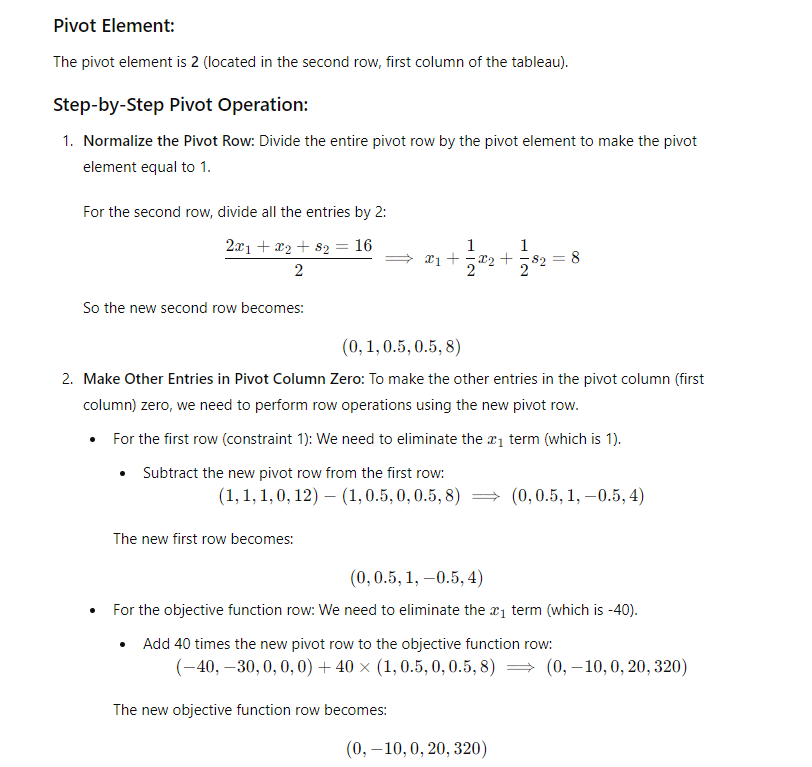 Pivot Element:
The pivot element is 2 (located in the second row, first column of the tableau).
Step-by-Step Pivot Operation:
1. Normalize the Pivot Row: Divide the entire pivot row by the pivot element to make the pivot
element equal to 1.
For the second row, divide all the entries by 2:
$\frac{2x_1 + x_2 + s_2 = 16}{2} \implies x_1 + \frac{1}{2}x_2 + \frac{1}{2}s_2 = 8$
So the new second row becomes:
(0, 1, 0.5, 0.5, 8)
2. Make Other Entries in Pivot Column Zero: To make the other entries in the pivot column (first
column) zero, we need to perform row operations using the new pivot row.
• For the first row (constraint 1): We need to eliminate the $x_1$ term (which is 1).
• Subtract the new pivot row from the first row:
$(1, 1, 1, 0, 12) − (1, 0.5, 0, 0.5, 8) \implies (0, 0.5, 1, −0.5, 4)$
The new first row becomes:
(0, 0.5, 1, −0.5, 4)
• For the objective function row: We need to eliminate the $x_1$ term (which is -40).
• Add 40 times the new pivot row to the objective function row:
$(−40, −30, 0, 0, 0) + 40 × (1, 0.5, 0, 0.5, 8) \implies (0, −10, 0, 20, 320)$
The new objective function row becomes:
(0, −10, 0, 20, 320)